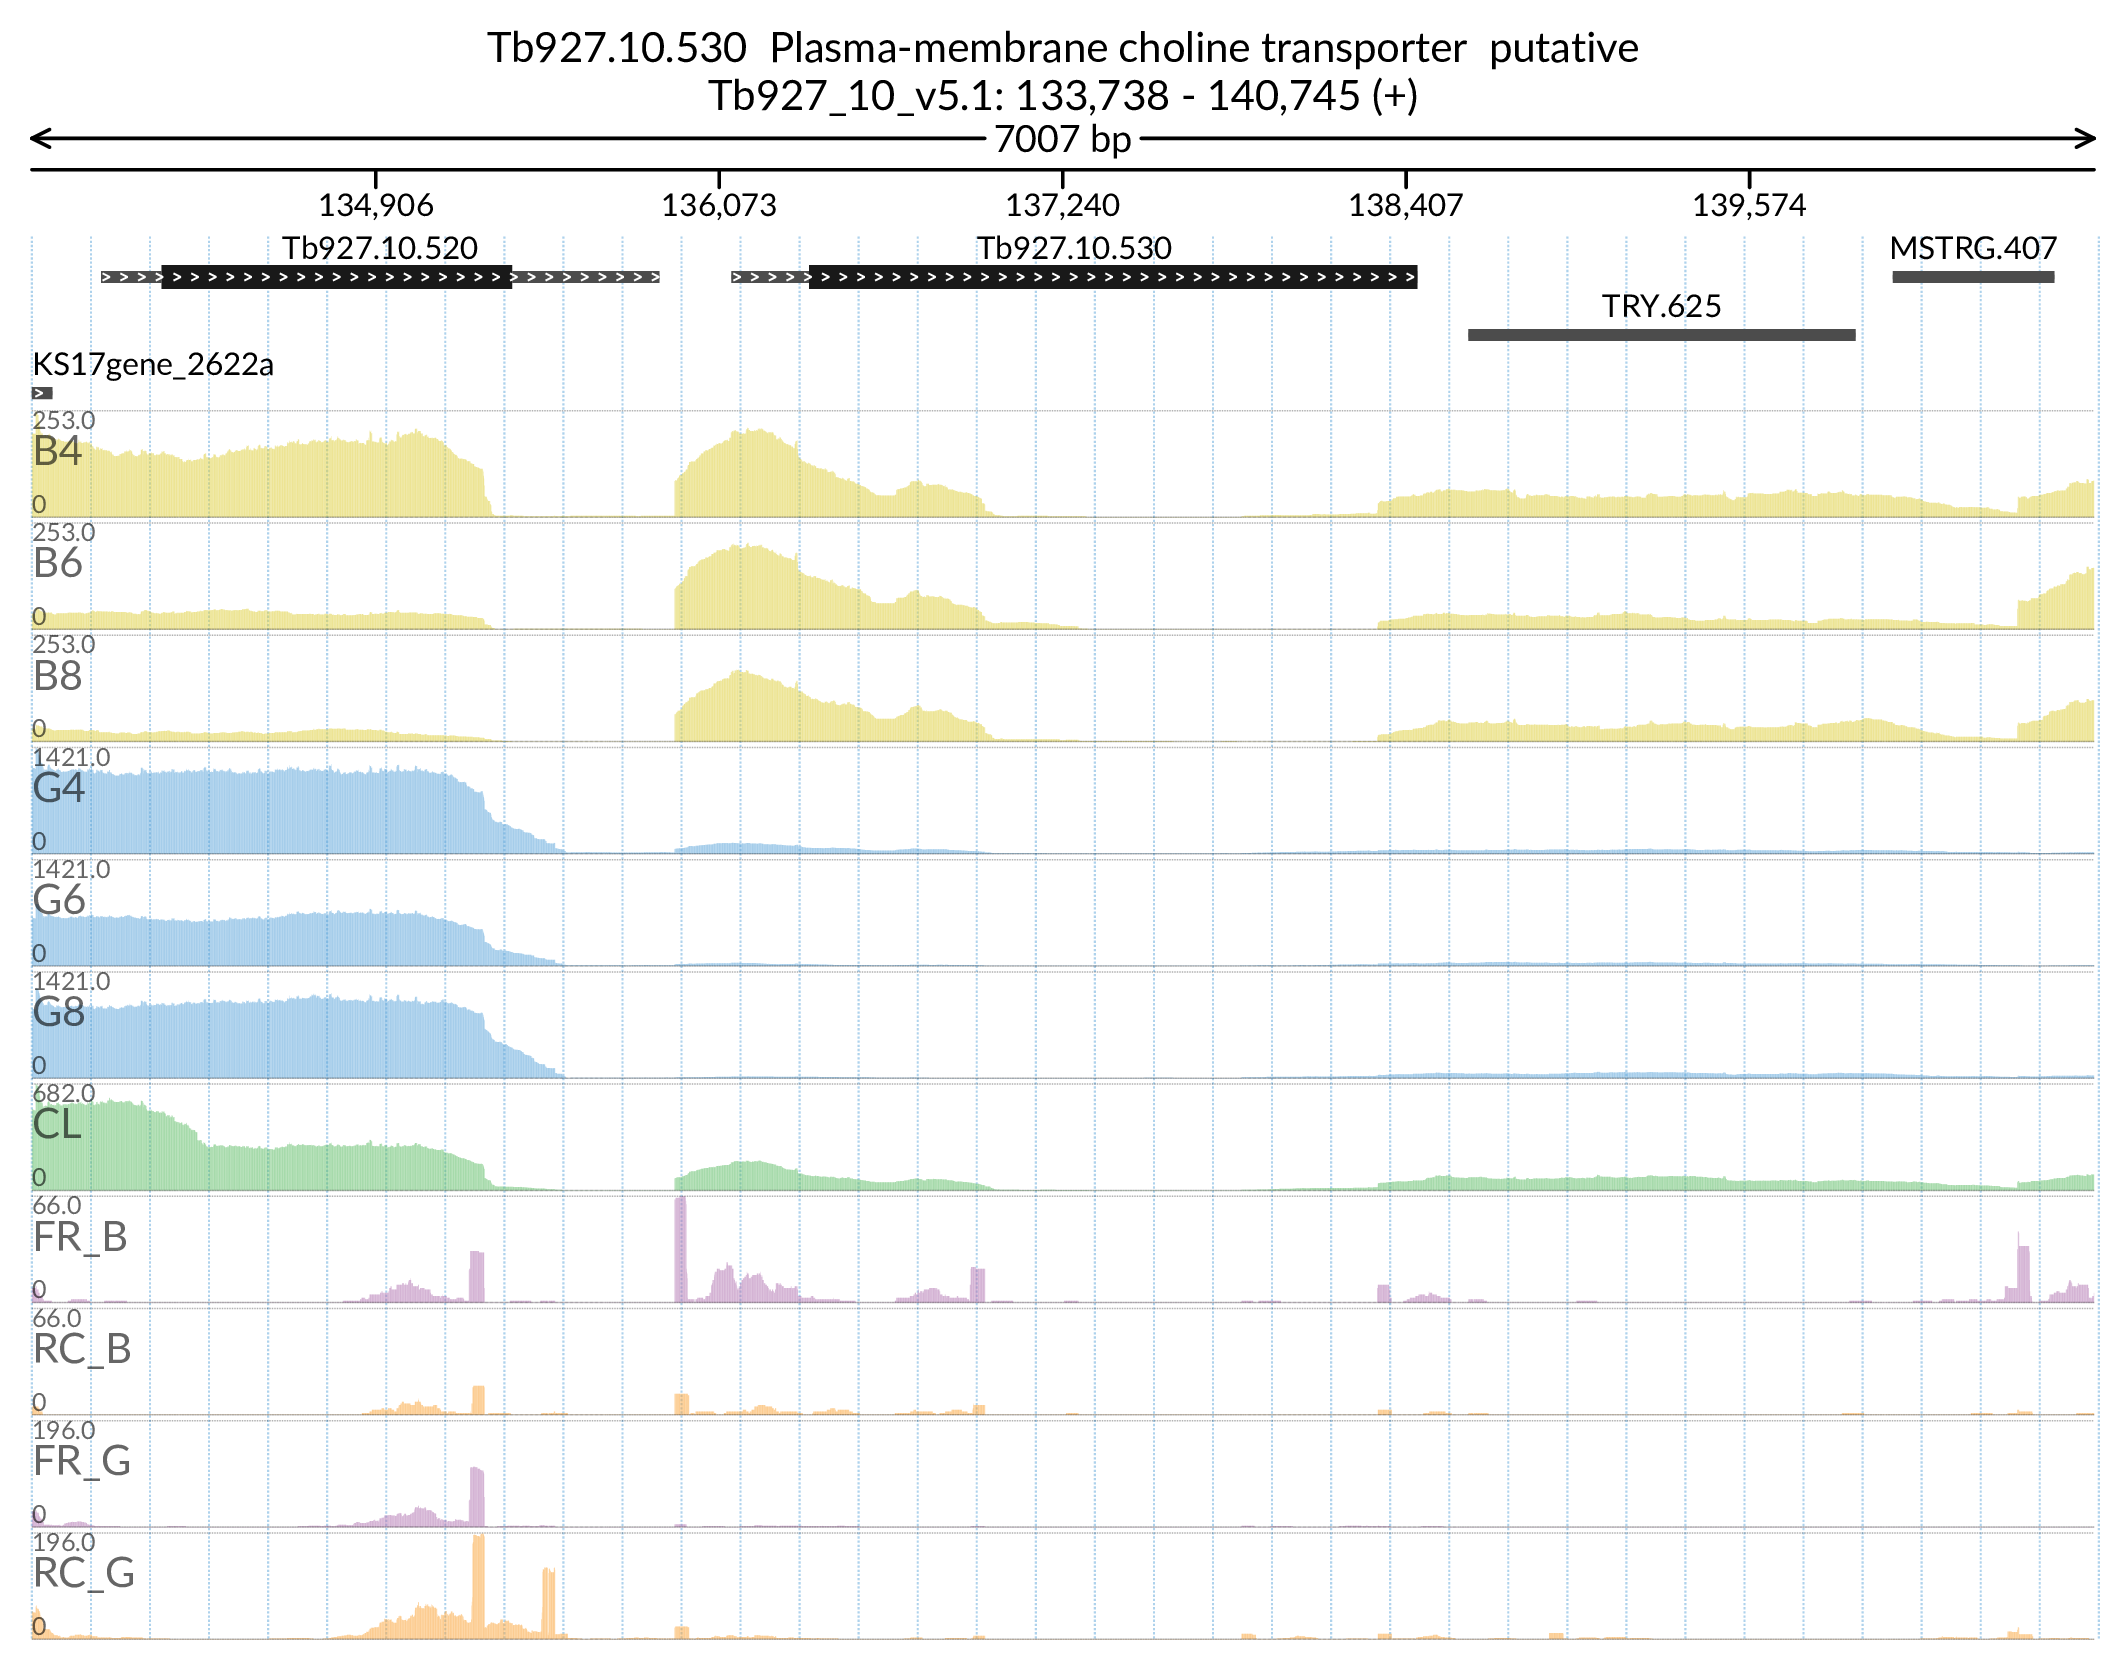 Tb927.10.530  Plasma-membrane choline transporter  putative
Tb927_10_v5.1: 133,738 - 140,745 (+)
7007 bp
134,906 136,073 137,240 138,407 139,574
Tb927.10.520 Tb927.10.530 MSTRG.407
TRY.625
KS17gene_2622a
253.0
B4
0
253.0
B6
0
253.0
B8
0
1421.0
G4
0
1421.0
G6
0
1421.0
G8
0
682.0
CL
0
66.0
FR_B
0
66.0
RC_B
0
196.0
FR_G
0
196.0
RC_G
0